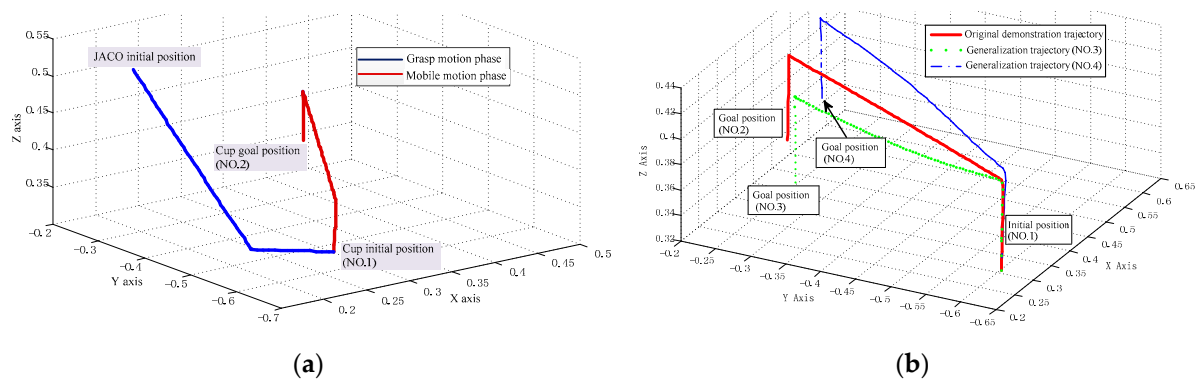 0.55
0.5
0.45
0.4
0.35
Z axis
-0.2
-0.3
-0.4
-0.5
-0.6
-0.7
Y axis
0.2
0.25
0.3
0.35
0.4
0.45
0.5
X axis
JACO initial position
Grasp motion phase
Mobile motion phase
Cup goal position
(NO.2)
Cup initial position
(NO.1)
(a)
Original demonstration trajectory
Generalization trajectory (NO.3)
Generalization trajectory (NO.4)
0.44
0.42
0.4
0.38
0.36
0.34
0.32
Z Axis
-0.2
-0.25
-0.3
-0.35
-0.4
-0.45
-0.5
-0.55
-0.6
-0.65
Y Axis
0.2
0.25
0.3
0.35
0.4
0.45
0.5
0.55
0.6
0.65
X Axis
Goal position
(NO.2)
Goal position
(NO.4)
Goal position
(NO.3)
Initial position
(NO.1)
(b)